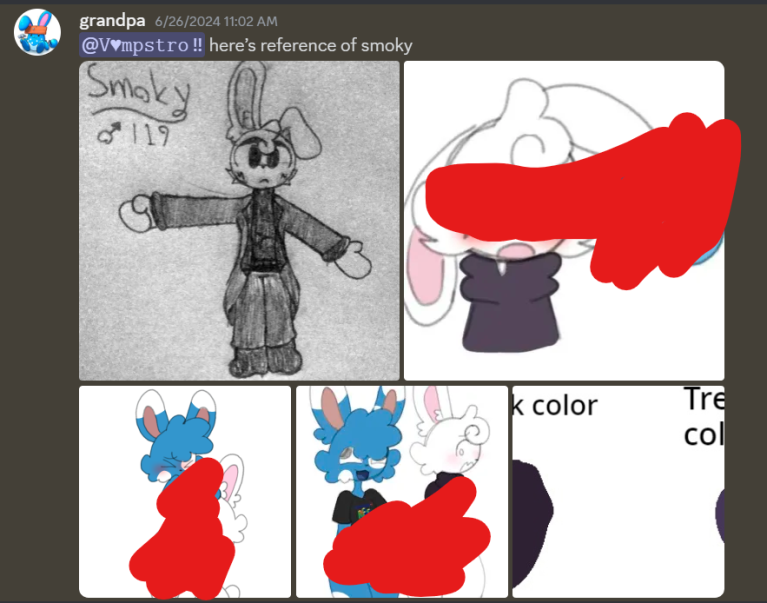 grandpa 6/26/2024 11:02 AM
@V♥mpstro‼ here’s reference of smoky
Smoky
♂ 119
k color
Tre
col